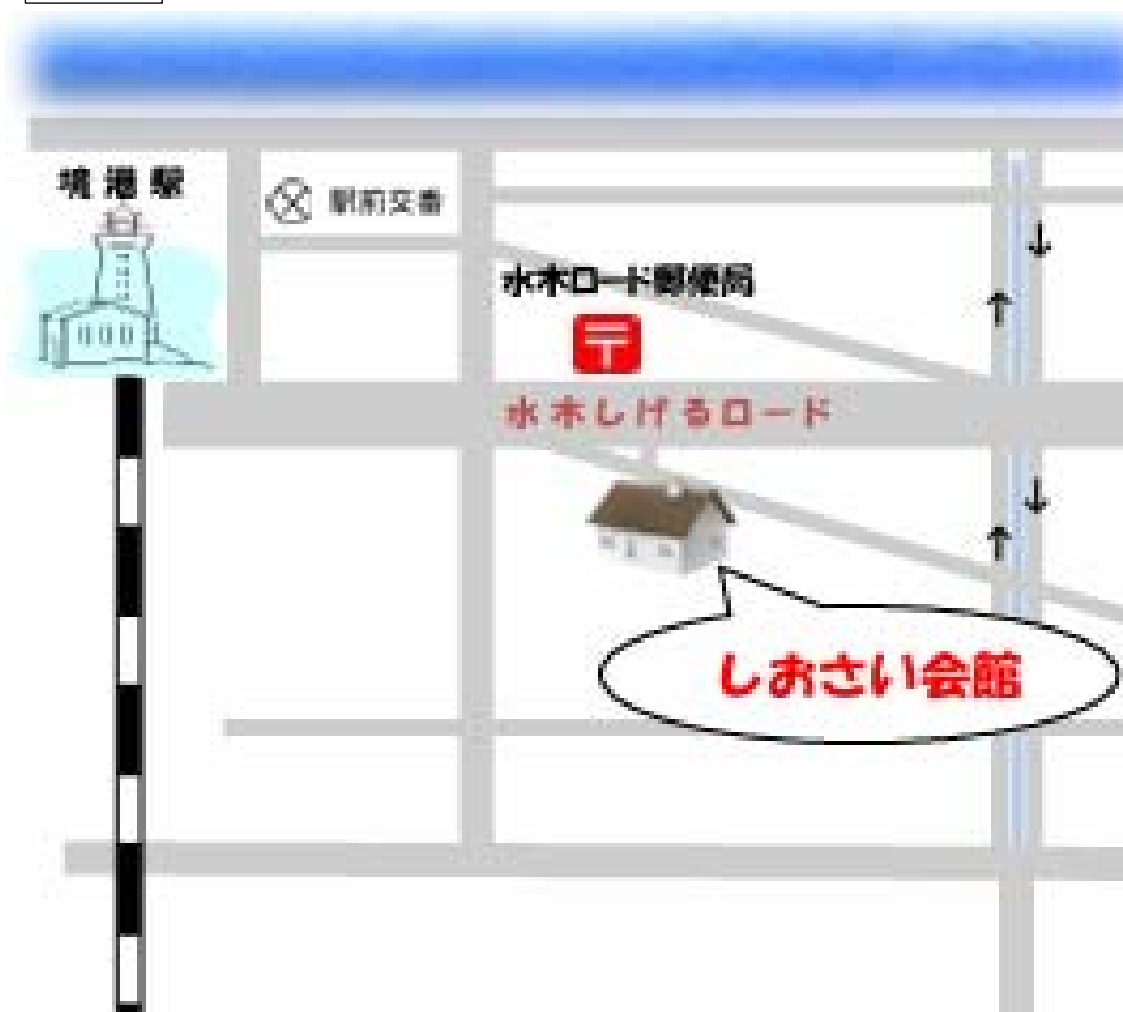 境港駅
駅前交番
水木ロード郵便局
〒
水木しげるロード
しおさい会館